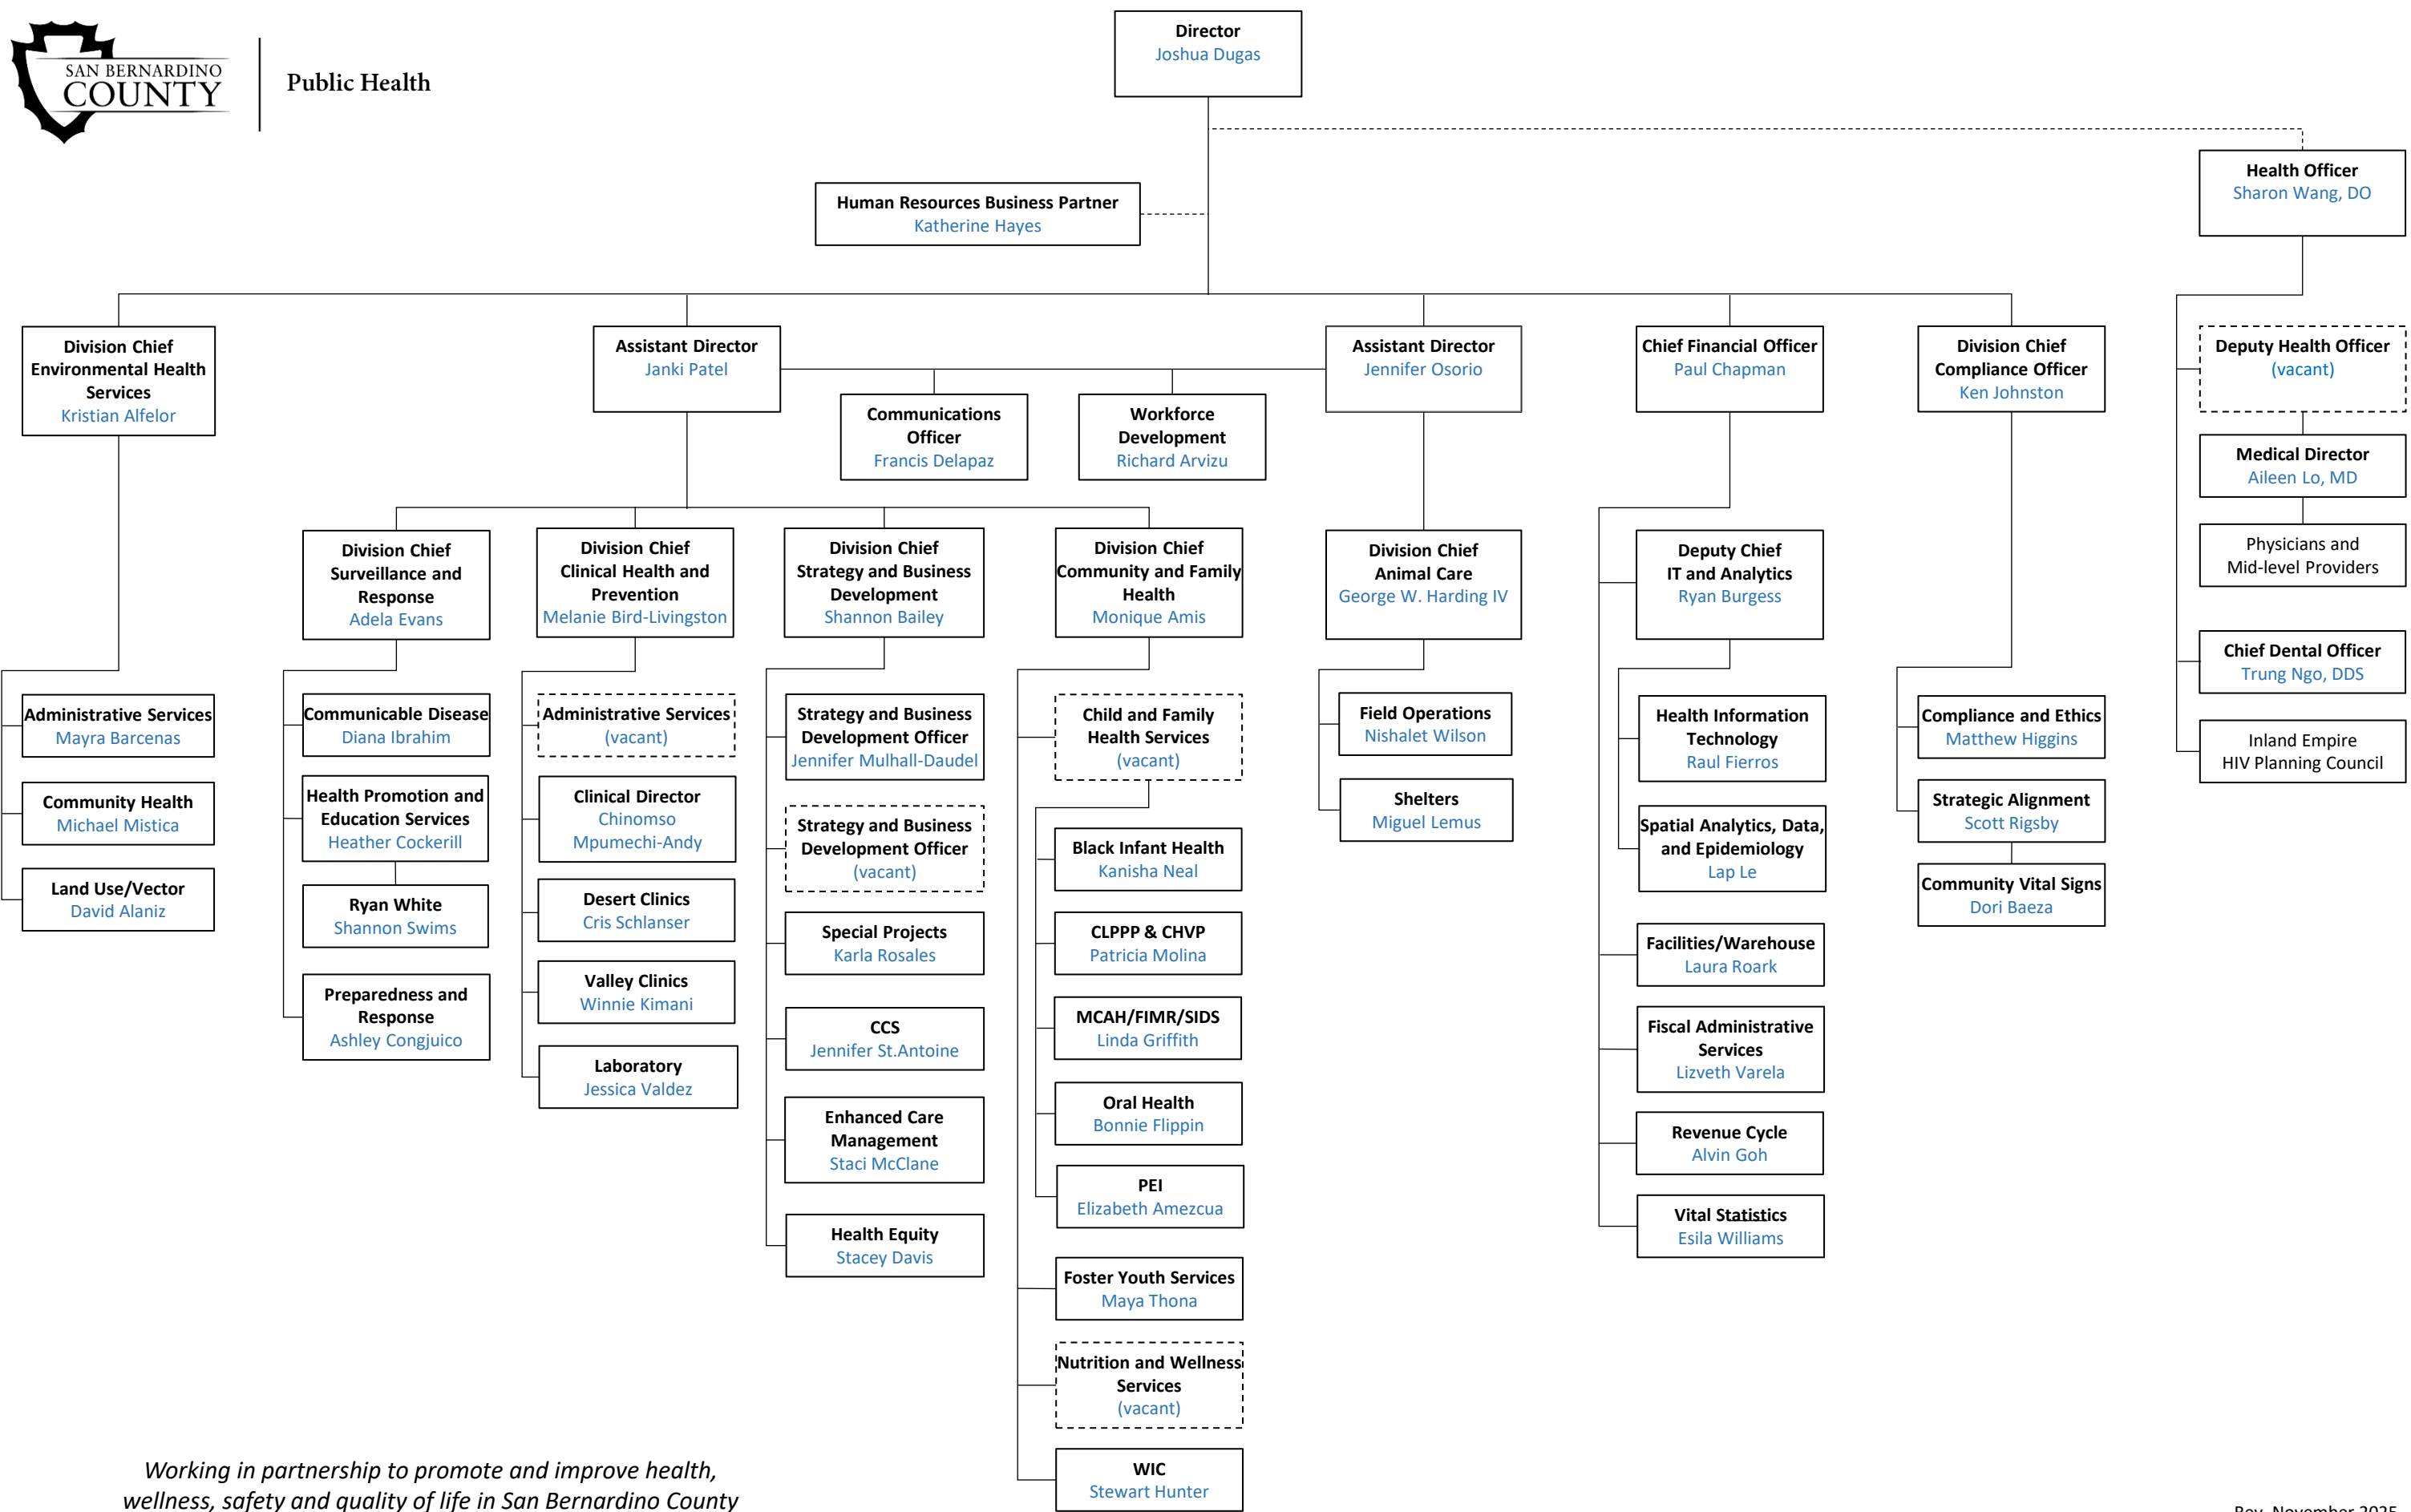 SAN BERNARDINO
COUNTY
Public Health
Director
Joshua Dugas
Human Resources Business Partner
Katherine Hayes
Health Officer
Sharon Wang, DO
Division Chief
Environmental Health
Services
Kristian Alfelor
Assistant Director
Janki Patel
Communications
Officer
Francis Delapaz
Workforce
Development
Richard Arvizu
Assistant Director
Jennifer Osorio
Chief Financial Officer
Paul Chapman
Division Chief
Compliance Officer
Ken Johnston
Deputy Health Officer
(vacant)
Medical Director
Aileen Lo, MD
Physicians and
Mid-level Providers
Chief Dental Officer
Trung Ngo, DDS
Inland Empire
HIV Planning Council
Division Chief
Surveillance and
Response
Adela Evans
Division Chief
Clinical Health and
Prevention
Melanie Bird-Livingston
Division Chief
Strategy and Business
Development
Shannon Bailey
Division Chief
Community and Family
Health
Monique Amis
Division Chief
Animal Care
George W. Harding IV
Deputy Chief
IT and Analytics
Ryan Burgess
Administrative Services
Mayra Barcenas
Community Health
Michael Mistica
Land Use/Vector
David Alaniz
Communicable Disease
Diana Ibrahim
Health Promotion and
Education Services
Heather Cockerill
Ryan White
Shannon Swims
Preparedness and
Response
Ashley Congjuico
Administrative Services
(vacant)
Clinical Director
Chinomso
Mpumechi-Andy
Desert Clinics
Cris Schlanser
Valley Clinics
Winnie Kimani
Laboratory
Jessica Valdez
Strategy and Business
Development Officer
Jennifer Mulhall-Daudel
Strategy and Business
Development Officer
(vacant)
Special Projects
Karla Rosales
CCS
Jennifer St.Antoine
Enhanced Care
Management
Staci McClane
Health Equity
Stacey Davis
Child and Family
Health Services
(vacant)
Black Infant Health
Kanisha Neal
CLPPP & CHVP
Patricia Molina
MCAH/FIMR/SIDS
Linda Griffith
Oral Health
Bonnie Flippin
PEI
Elizabeth Amezcua
Foster Youth Services
Maya Thona
Nutrition and Wellness
Services
(vacant)
WIC
Stewart Hunter
Field Operations
Nishalet Wilson
Shelters
Miguel Lemus
Health Information
Technology
Raul Fierros
Spatial Analytics, Data,
and Epidemiology
Lap Le
Facilities/Warehouse
Laura Roark
Fiscal Administrative
Services
Lizveth Varela
Revenue Cycle
Alvin Goh
Vital Statistics
Esila Williams
Compliance and Ethics
Matthew Higgins
Strategic Alignment
Scott Rigsby
Community Vital Signs
Dori Baeza
Working in partnership to promote and improve health,
wellness, safety and quality of life in San Bernardino County
Rev. November 2025